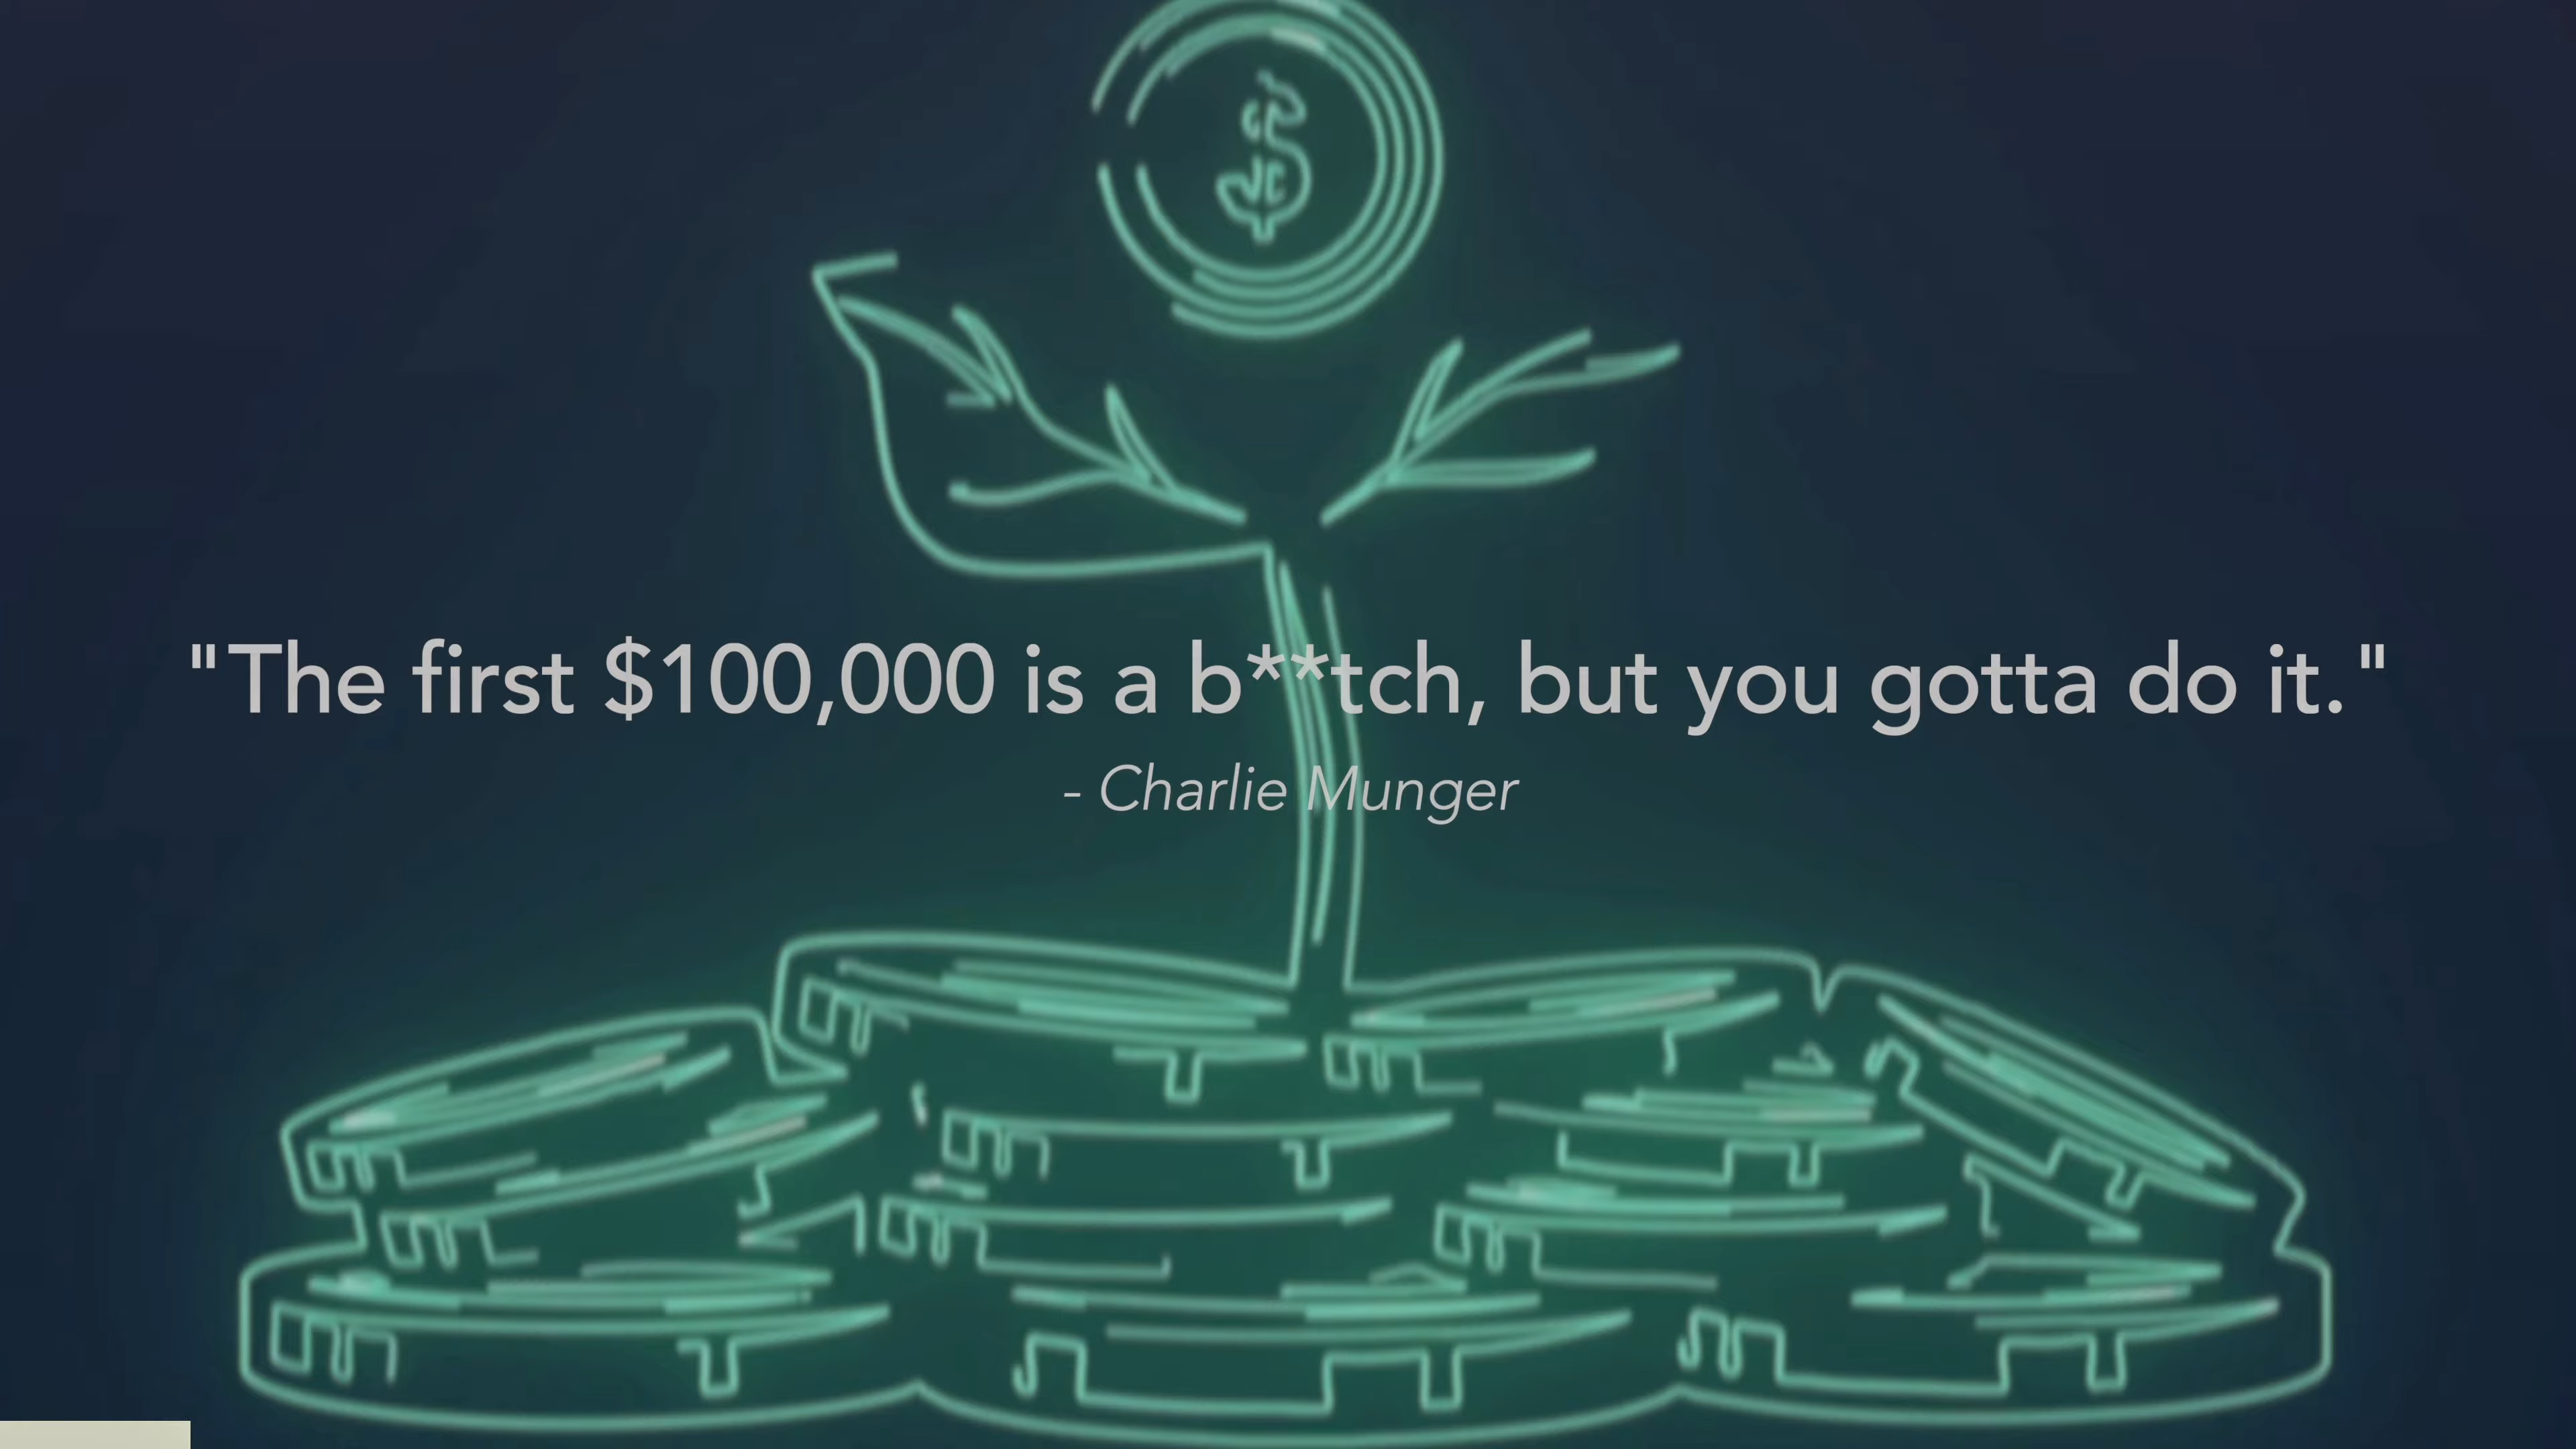 "The first $100,000 is a b**tch, but you gotta do it."
- Charlie Munger